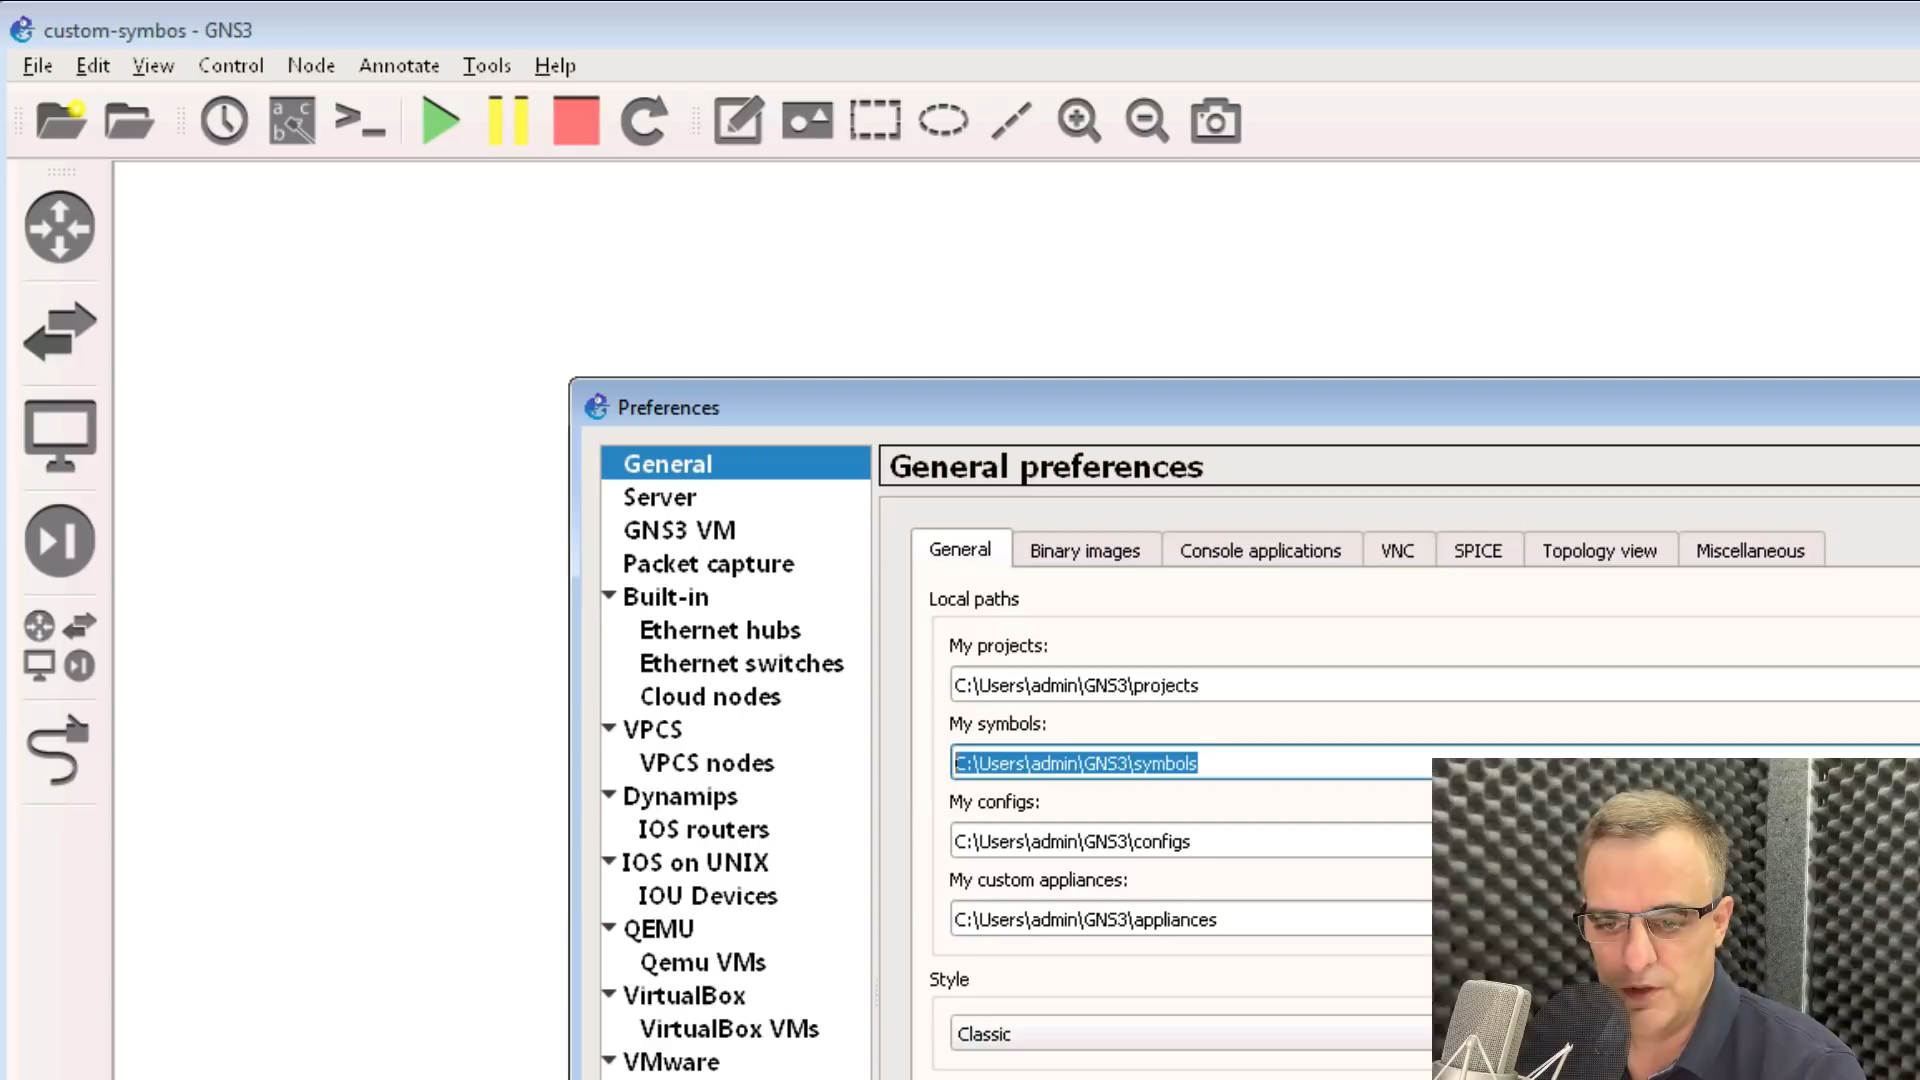 custom-symbos - GNS3
File Edit View Control Node Annotate Tools Help
a c
b
Preferences
General
Server
GNS3 VM
Packet capture
Built-in
Ethernet hubs
Ethernet switches
Cloud nodes
VPCS
VPCS nodes
Dynamips
IOS routers
IOS on UNIX
IOU Devices
QEMU
Qemu VMs
VirtualBox
VirtualBox VMs
VMware
General preferences
General Binary images Console applications VNC SPICE Topology view Miscellaneous
Local paths
My projects:
C:\Users\admin\GNS3\projects
My symbols:
C:\Users\admin\GNS3\symbols
My configs:
C:\Users\admin\GNS3\configs
My custom appliances:
C:\Users\admin\GNS3\appliances
Style
Classic